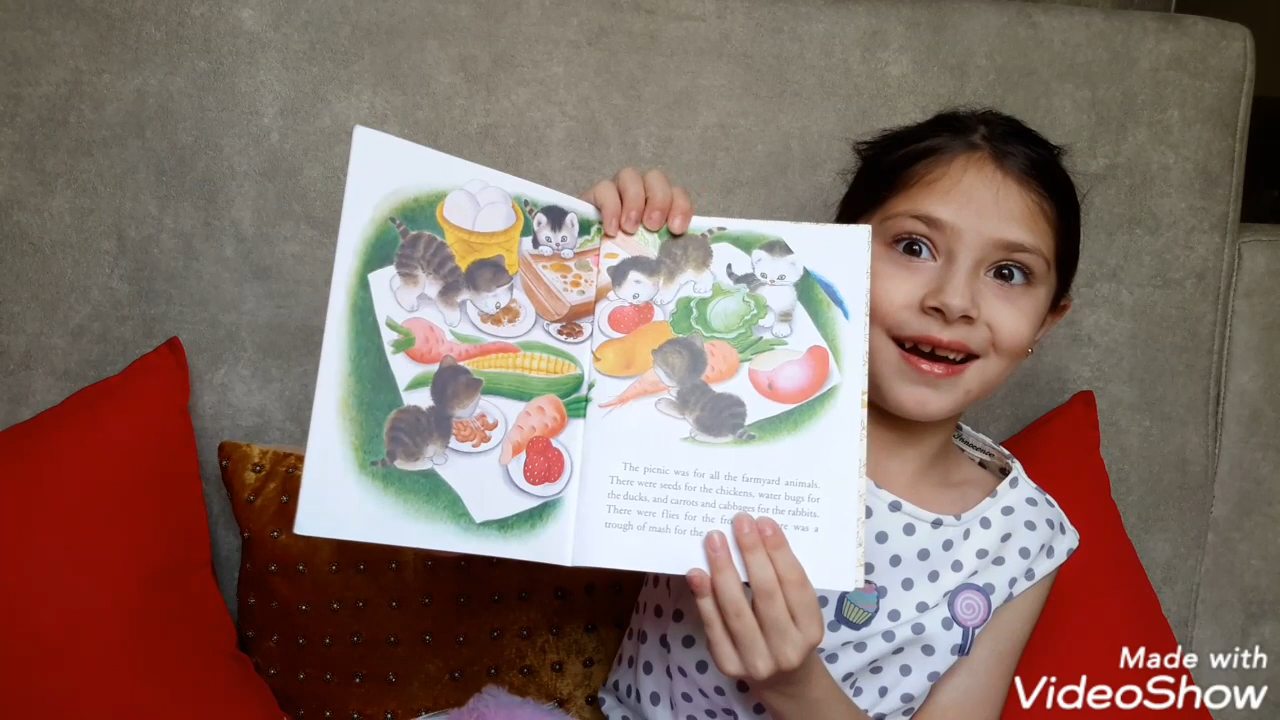 The picnic was for all the farmyard animals.
There were seeds for the chickens, water bugs for
the ducks, and carrots and cabbages for the rabbits.
There were flies for the was a
trough of mash for the
Innocence
Made with
VideoShow